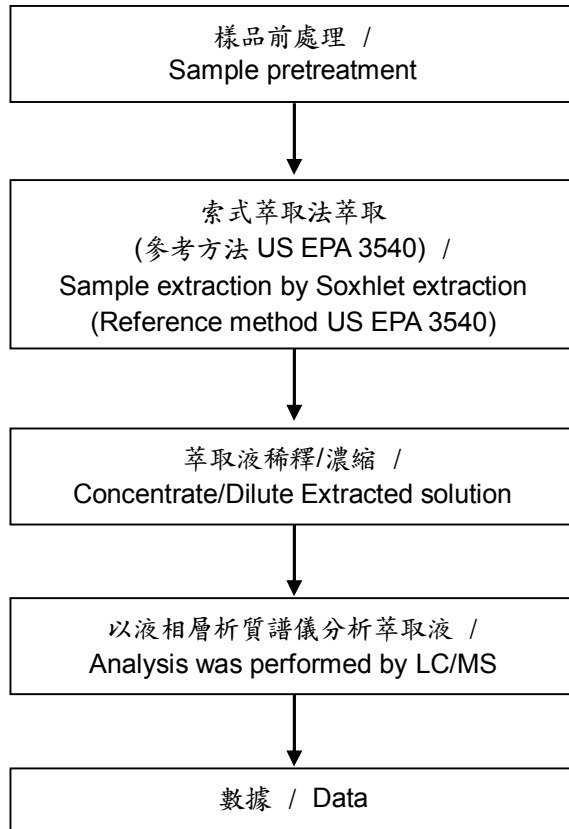 樣品前處理 /
Sample pretreatment
索式萃取法萃取
(參考方法 US EPA 3540) /
Sample extraction by Soxhlet extraction
(Reference method US EPA 3540)
萃取液稀釋/濃縮 /
Concentrate/Dilute Extracted solution
以液相層析質譜儀分析萃取液 /
Analysis was performed by LC/MS
數據 / Data